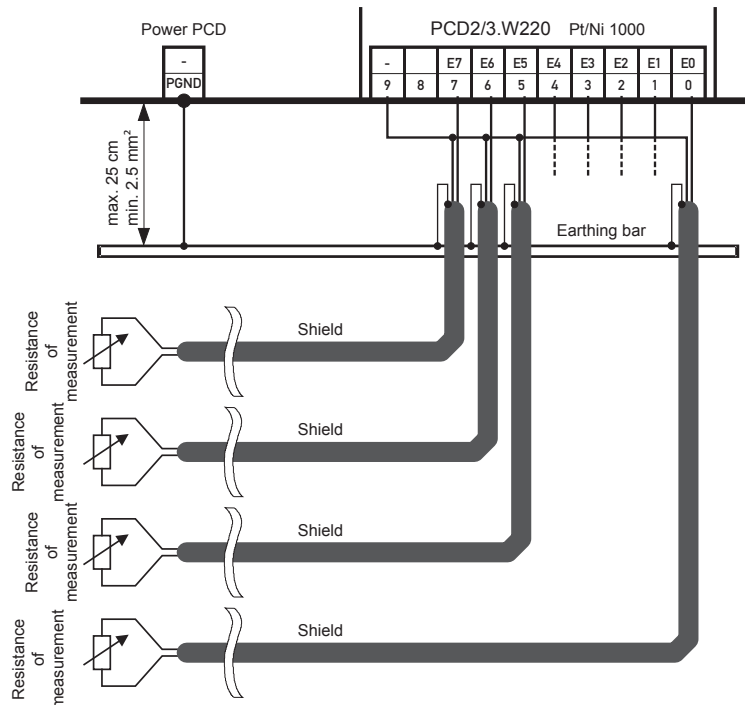 Power PCD
PCD2/3.W220 Pt/Ni 1000
- - E7 E6 E5 E4 E3 E2 E1 E0
PGND 9 8 7 6 5 4 3 2 1 0
max. 25 cm
min. 2.5 mm²
Earthing bar
Resistance
of
measurement
Shield
Resistance
of
measurement
Shield
Resistance
of
measurement
Shield
Resistance
of
measurement
Shield